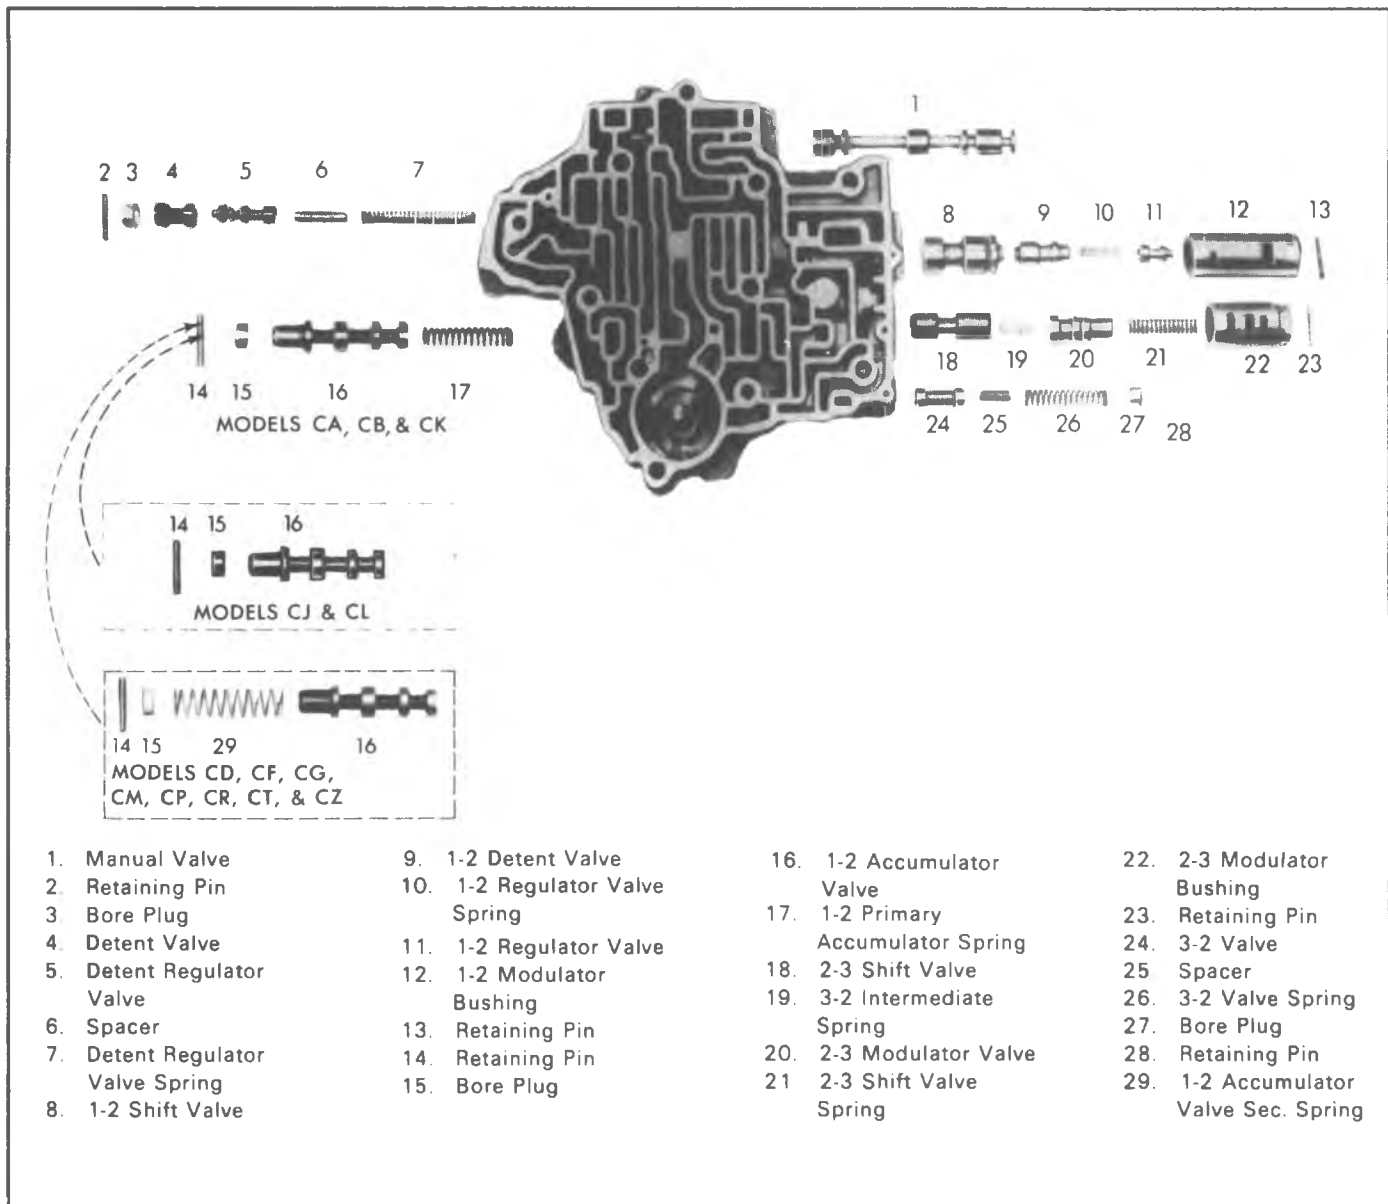 1
2 3 4 5 6 7
8 9 10 11 12 13
14 15 16 17
MODELS CA, CB, & CK
18 19 20 21 22 23
24 25 26 27 28
14 15 16
MODELS CJ & CL
14 15 29 16
MODELS CD, CF, CG,
CM, CP, CR, CT, & CZ
1. Manual Valve
2. Retaining Pin
3. Bore Plug
4. Detent Valve
5. Detent Regulator
Valve
6. Spacer
7. Detent Regulator
Valve Spring
8. 1-2 Shift Valve
9. 1-2 Detent Valve
10. 1-2 Regulator Valve
Spring
11. 1-2 Regulator Valve
12. 1-2 Modulator
Bushing
13. Retaining Pin
14. Retaining Pin
15. Bore Plug
16. 1-2 Accumulator
Valve
17. 1-2 Primary
Accumulator Spring
18. 2-3 Shift Valve
19. 3-2 Intermediate
Spring
20. 2-3 Modulator Valve
21 2-3 Shift Valve
Spring
22. 2-3 Modulator
Bushing
23. Retaining Pin
24. 3-2 Valve
25 Spacer
26. 3-2 Valve Spring
27. Bore Plug
28. Retaining Pin
29. 1-2 Accumulator
Valve Sec. Spring